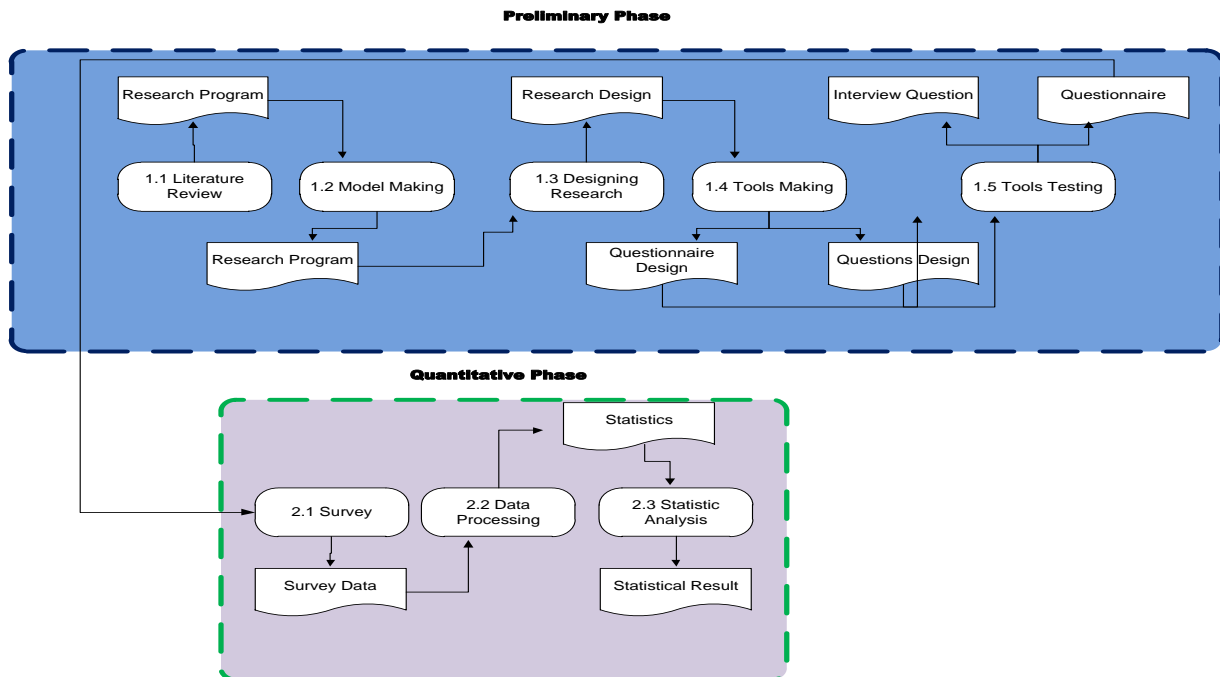 Preliminary Phase
Research Program
Research Design
Interview Question
Questionnaire
1.1 Literature
Review
1.2 Model Making
1.3 Designing
Research
1.4 Tools Making
1.5 Tools Testing
Research Program
Questionnaire
Design
Questions Design
Quantitative Phase
Statistics
2.1 Survey
2.2 Data
Processing
2.3 Statistic
Analysis
Survey Data
Statistical Result